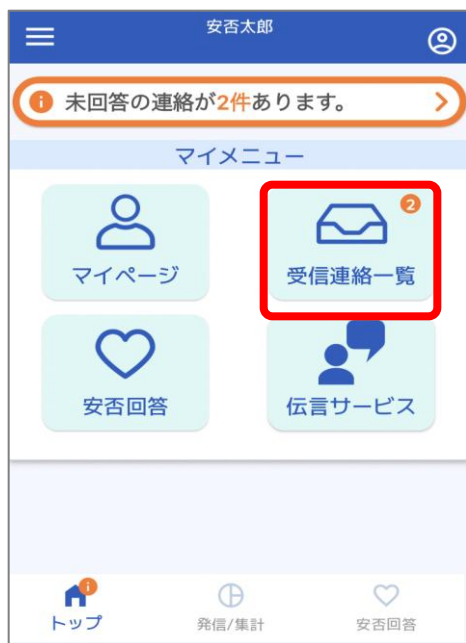 安否太郎
未回答の連絡が2件あります。
マイメニュー
2
マイページ
受信連絡一覧
安否回答
伝言サービス
トップ
発信/集計
安否回答